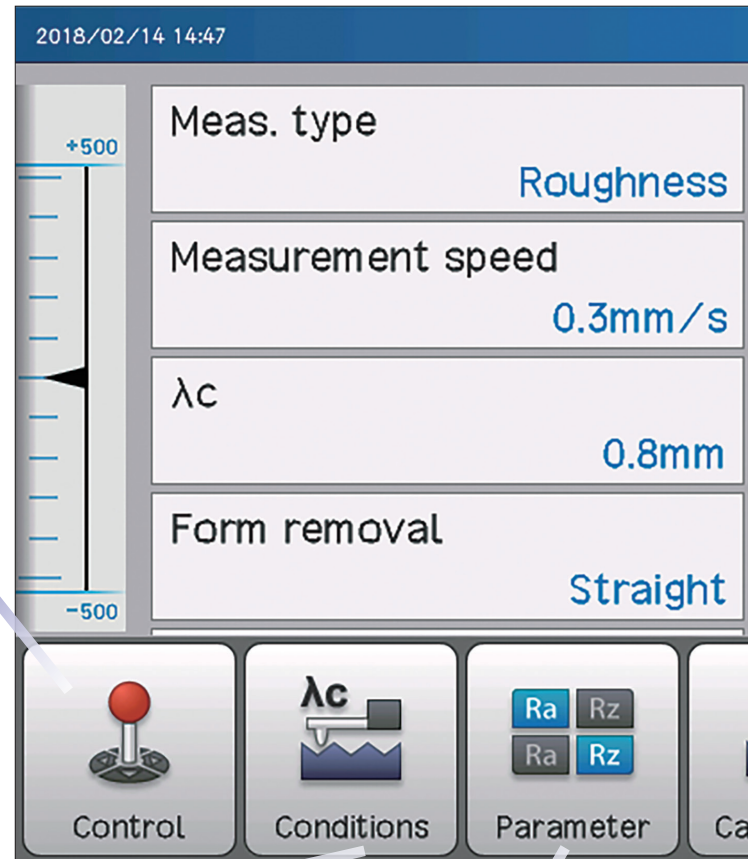 2018/02/14 14:47
+500
-500
Meas. type
Roughness
Measurement speed
0.3mm/s
λc
0.8mm
Form removal
Straight
λc
Ra Rz
Ra Rz
Control
Conditions
Parameter